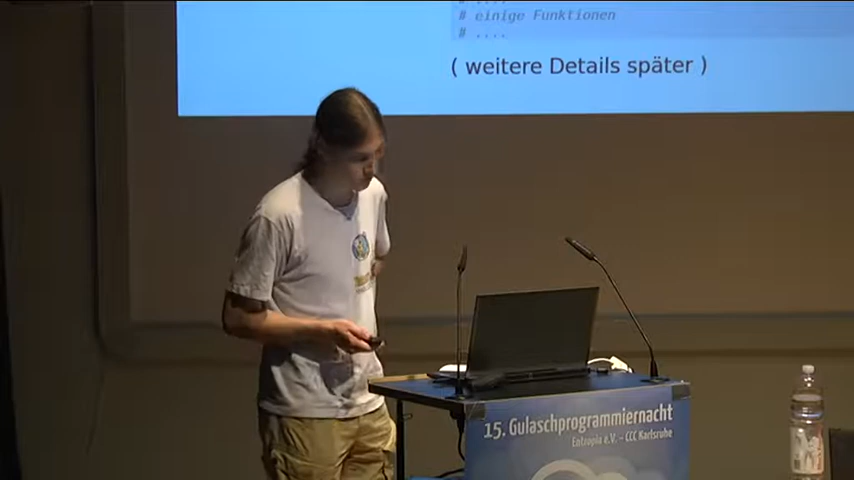 # ....
# einige Funktionen
# ....
( weitere Details später )
15. Gulaschprogrammiernacht
Entropia e.V. – CCC Karlsruhe